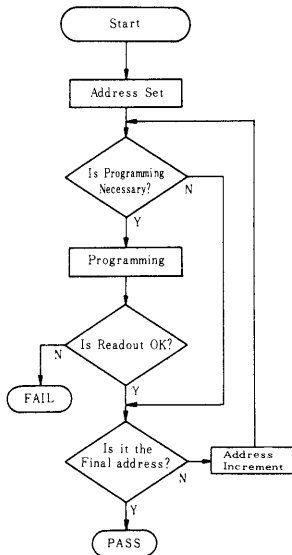 Start
Address Set
Is Programming
Necessary?
N
Y
Programming
Is Readout OK?
N
Y
FAIL
Is it the
Final address?
Address
Increment
N
Y
PASS